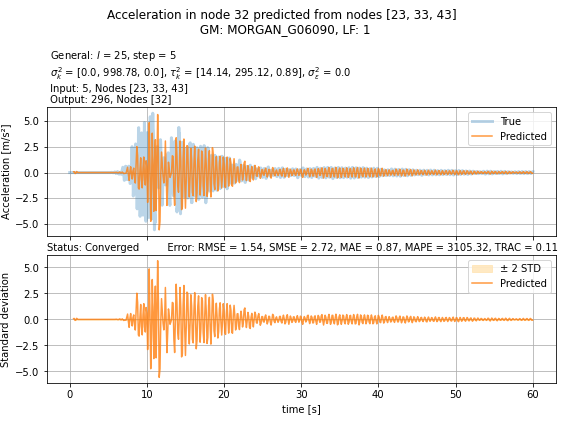 Acceleration in node 32 predicted from nodes [23, 33, 43]
GM: MORGAN_G06090, LF: 1
General: l = 25, step = 5
σ²ₖ = [0.0, 998.78, 0.0], τ²ₖ = [14.14, 295.12, 0.89], σ²ε = 0.0
Input: 5, Nodes [23, 33, 43]
Output: 296, Nodes [32]
Acceleration [m/s²]
5.0
2.5
0.0
−2.5
−5.0
True
Predicted
Status: Converged
Error: RMSE = 1.54, SMSE = 2.72, MAE = 0.87, MAPE = 3105.32, TRAC = 0.11
Standard deviation
5.0
2.5
0.0
−2.5
−5.0
± 2 STD
Predicted
0 10 20 30 40 50 60
time [s]